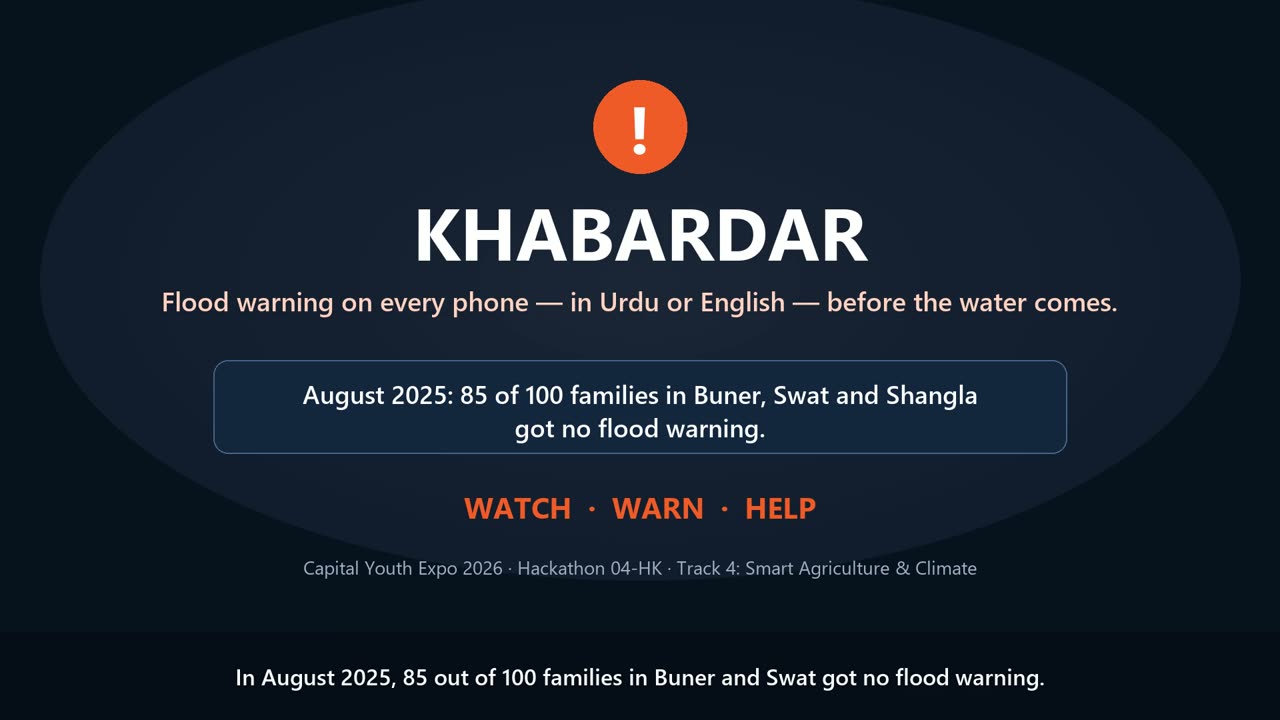 !
KHABARDAR
Flood warning on every phone — in Urdu or English — before the water comes.
August 2025: 85 of 100 families in Buner, Swat and Shangla
got no flood warning.
WATCH · WARN · HELP
Capital Youth Expo 2026 · Hackathon 04-HK · Track 4: Smart Agriculture & Climate
In August 2025, 85 out of 100 families in Buner and Swat got no flood warning.